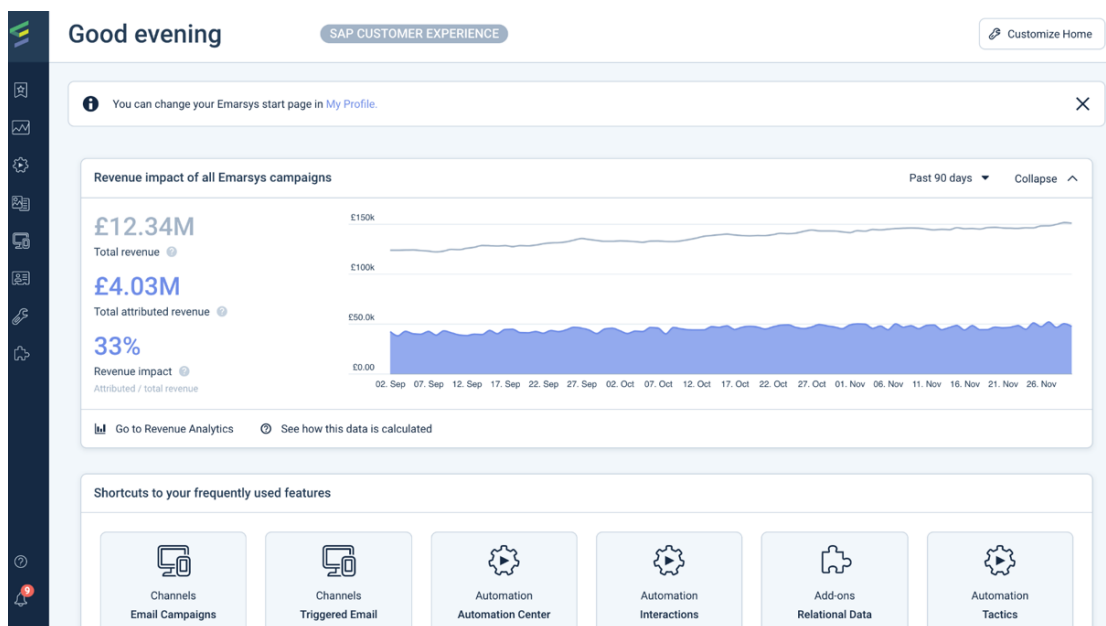 Good evening
SAP CUSTOMER EXPERIENCE
Customize Home
You can change your Emarsys start page in My Profile.
Revenue impact of all Emarsys campaigns
Past 90 days
Collapse
£12.34M
Total revenue
£4.03M
Total attributed revenue
33%
Revenue impact
Attributed / total revenue
£150k
£100k
£50.0k
£0.00
02. Sep 07. Sep 12. Sep 17. Sep 22. Sep 27. Sep 02. Oct 07. Oct 12. Oct 17. Oct 22. Oct 27. Oct 01. Nov 06. Nov 11. Nov 16. Nov 21. Nov 26. Nov
Go to Revenue Analytics
See how this data is calculated
Shortcuts to your frequently used features
Channels
Email Campaigns
Channels
Triggered Email
Automation
Automation Center
Automation
Interactions
Add-ons
Relational Data
Automation
Tactics
9